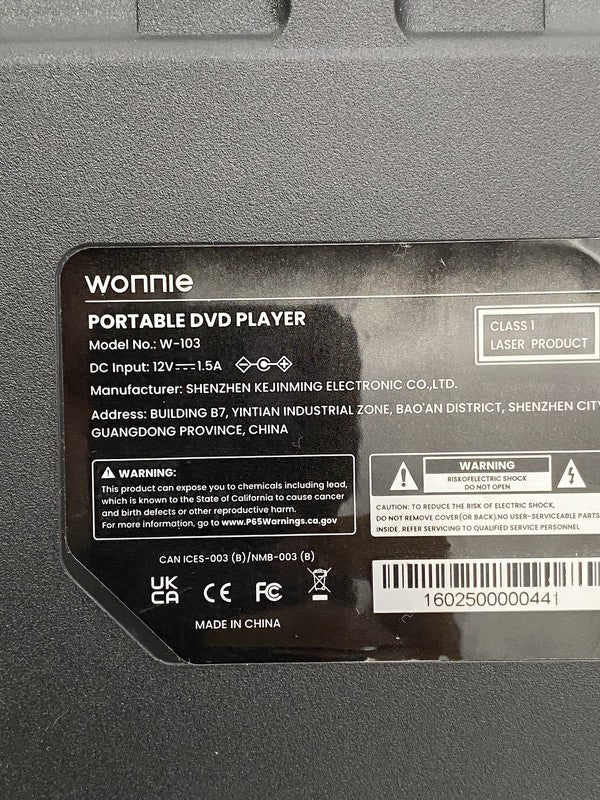 wonnie
PORTABLE DVD PLAYER
Model No.: W-103
DC Input: 12V⎓1.5A
Manufacturer: SHENZHEN KEJINMING ELECTRONIC CO.,LTD.
Address: BUILDING B7, YINTIAN INDUSTRIAL ZONE, BAO'AN DISTRICT, SHENZHEN CITY
GUANGDONG PROVINCE, CHINA
CLASS 1
LASER PRODUCT
WARNING:
This product can expose you to chemicals including lead,
which is known to the State of California to cause cancer
and birth defects or other reproductive harm.
For more information, go to www.P65Warnings.ca.gov
WARNING
RISKOFELECTRIC SHOCK
DO NOT OPEN
CAUTION: TO REDUCE THE RISK OF ELECTRIC SHOCK,
DO NOT REMOVE COVER(OR BACK).NO USER-SERVICEABLE PARTS
INSIDE. REFER SERVICING TO QUALIFIED SERVICE PERSONNEL
CAN ICES-003 (B)/NMB-003 (B)
UK
CA CE FC
MADE IN CHINA
160250000441